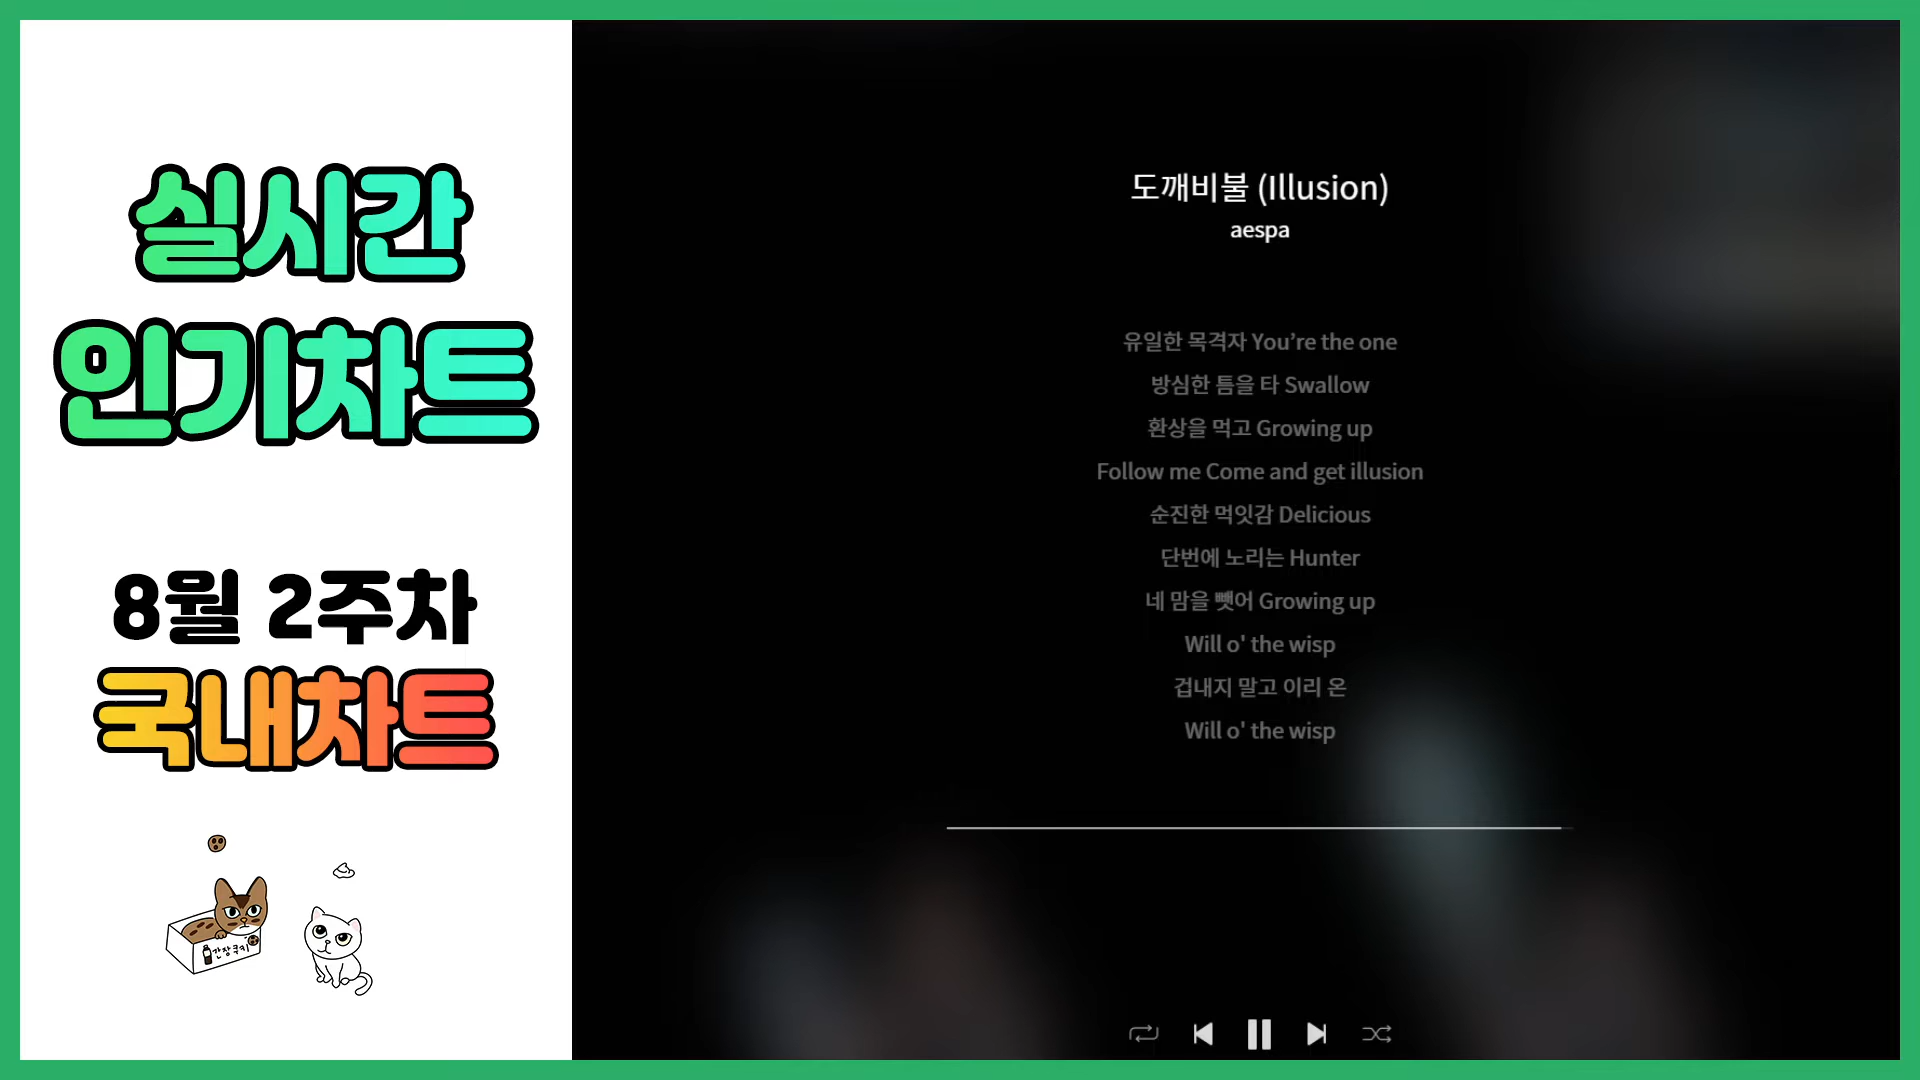 실시간
인기차트
8월 2주차
국내차트
간장쿡키
도깨비불 (Illusion)
aespa
유일한 목격자 You’re the one
방심한 틈을 타 Swallow
환상을 먹고 Growing up
Follow me Come and get illusion
순진한 먹잇감 Delicious
단번에 노리는 Hunter
네 맘을 뺏어 Growing up
Will o' the wisp
겁내지 말고 이리 온
Will o' the wisp